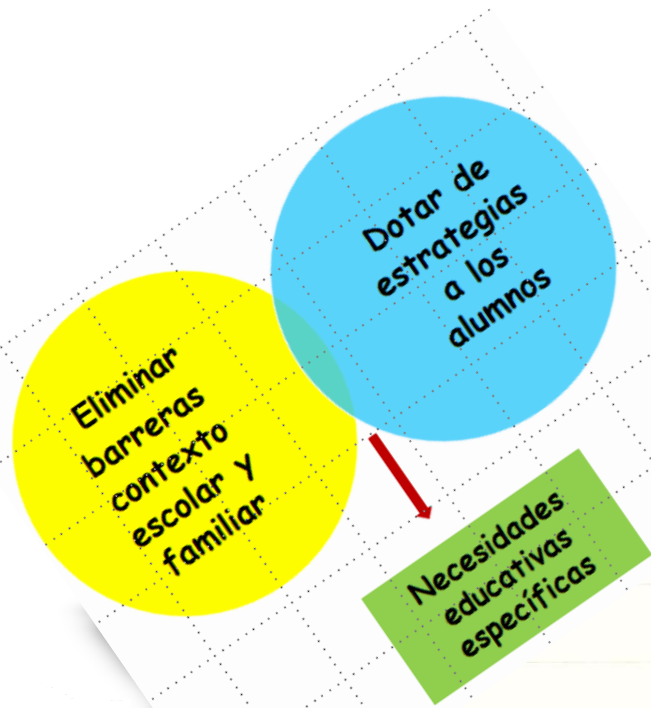 Dotar de
estrategias
a los
alumnos
Eliminar
barreras
contexto
escolar y
familiar
Necesidades
educativas
específicas